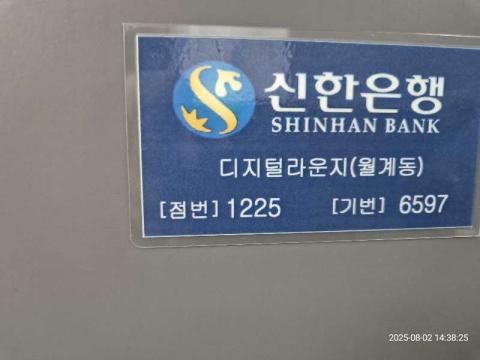 신한은행
SHINHAN BANK
디지털라운지(월계동)
[점번] 1225 [기번] 6597
2025-08-02 14:38:25